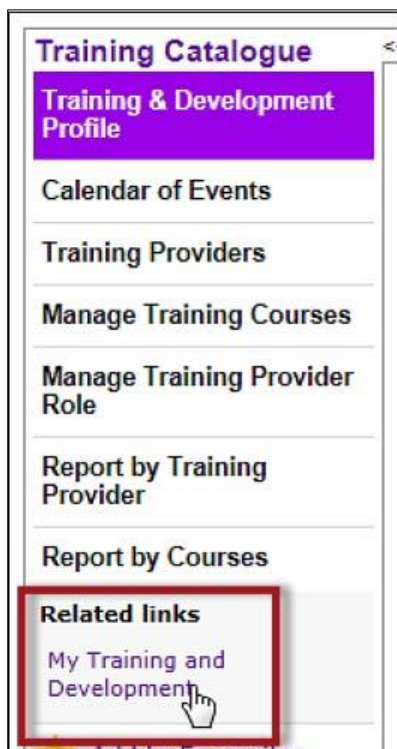 Training Catalogue
Training & Development
Profile
Calendar of Events
Training Providers
Manage Training Courses
Manage Training Provider
Role
Report by Training
Provider
Report by Courses
Related links
My Training and
Development